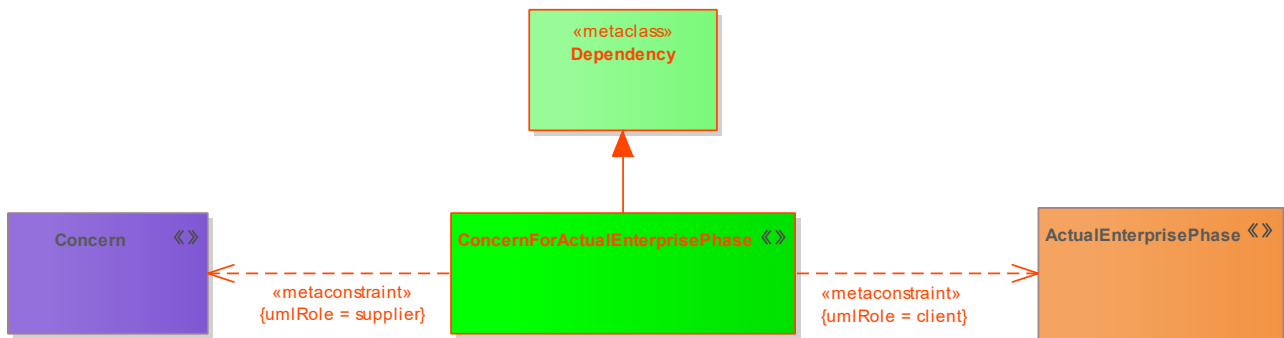 «metaclass»
Dependency
Concern «»
ConcernForActualEnterprisePhase «»
ActualEnterprisePhase «»
«metaconstraint»
{umlRole = supplier}
«metaconstraint»
{umlRole = client}